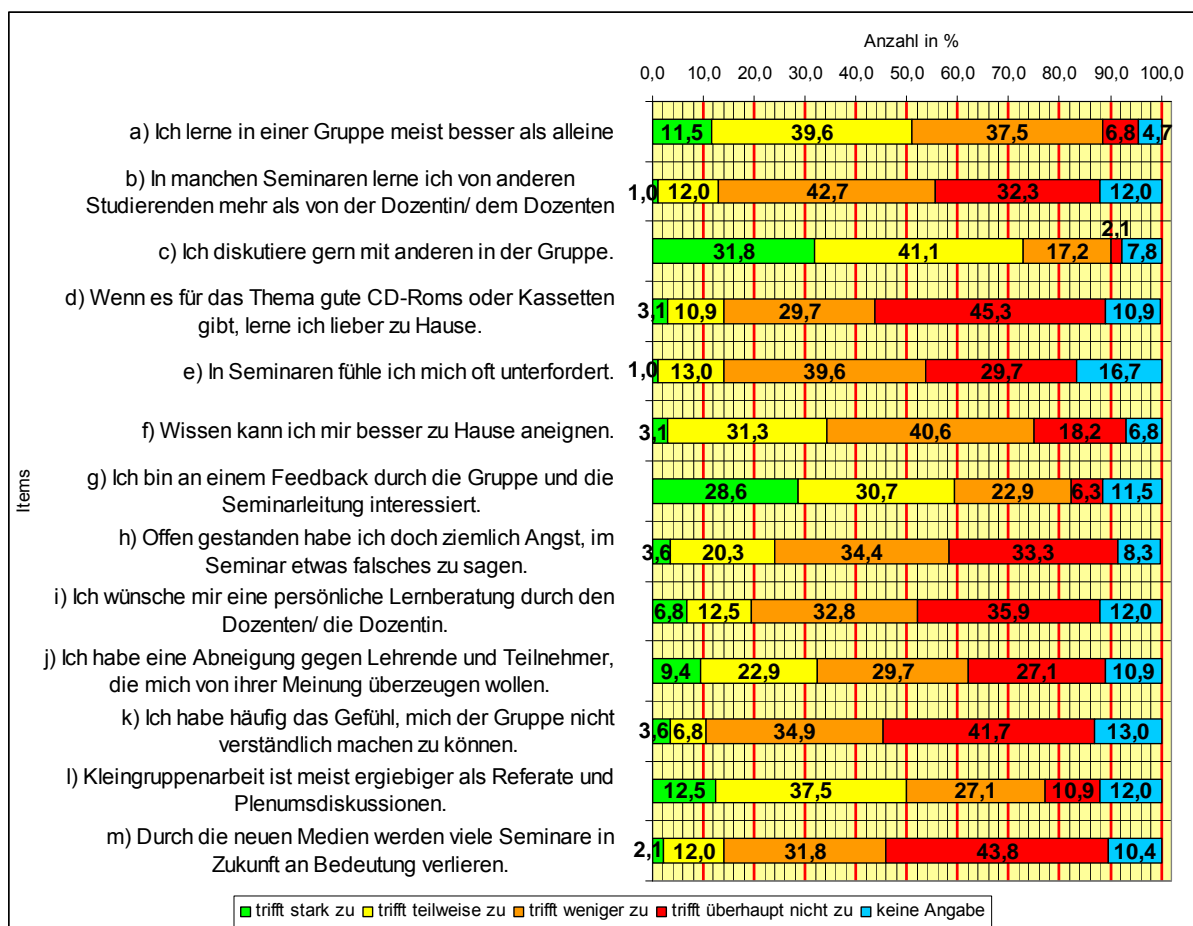 Anzahl in %
0,0 10,0 20,0 30,0 40,0 50,0 60,0 70,0 80,0 90,0 100,0
Items
a) Ich lerne in einer Gruppe meist besser als alleine
11,5 39,6 37,5 6,8 4,7
b) In manchen Seminaren lerne ich von anderen
Studierenden mehr als von der Dozentin/ dem Dozenten
1,0 12,0 42,7 32,3 12,0
c) Ich diskutiere gern mit anderen in der Gruppe.
31,8 41,1 17,2 2,1 7,8
d) Wenn es für das Thema gute CD-Roms oder Kassetten
gibt, lerne ich lieber zu Hause.
3,1 10,9 29,7 45,3 10,9
e) In Seminaren fühle ich mich oft unterfordert.
1,0 13,0 39,6 29,7 16,7
f) Wissen kann ich mir besser zu Hause aneignen.
3,1 31,3 40,6 18,2 6,8
g) Ich bin an einem Feedback durch die Gruppe und die
Seminarleitung interessiert.
28,6 30,7 22,9 6,3 11,5
h) Offen gestanden habe ich doch ziemlich Angst, im
Seminar etwas falsches zu sagen.
3,6 20,3 34,4 33,3 8,3
i) Ich wünsche mir eine persönliche Lernberatung durch den
Dozenten/ die Dozentin.
6,8 12,5 32,8 35,9 12,0
j) Ich habe eine Abneigung gegen Lehrende und Teilnehmer,
die mich von ihrer Meinung überzeugen wollen.
9,4 22,9 29,7 27,1 10,9
k) Ich habe häufig das Gefühl, mich der Gruppe nicht
verständlich machen zu können.
3,6 6,8 34,9 41,7 13,0
l) Kleingruppenarbeit ist meist ergiebiger als Referate und
Plenumsdiskussionen.
12,5 37,5 27,1 10,9 12,0
m) Durch die neuen Medien werden viele Seminare in
Zukunft an Bedeutung verlieren.
2,1 12,0 31,8 43,8 10,4
trifft stark zu trifft teilweise zu trifft weniger zu trifft überhaupt nicht zu keine Angabe